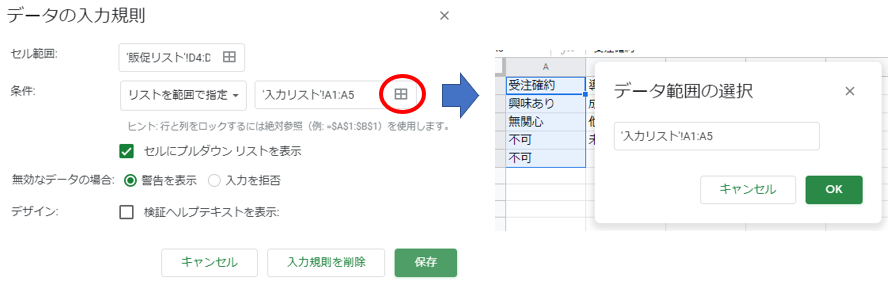 データの入力規則
セル範囲:
'販促リスト'!D4:D
条件:
リストを範囲で指定
'入力リスト'!A1:A5
ヒント: 行と列をロックするには絶対参照（例: =$A$1:$B$1）を使用します。
セルにプルダウン リストを表示
無効なデータの場合:
警告を表示
入力を拒否
デザイン:
検証ヘルプテキストを表示:
キャンセル
入力規則を削除
保存
A
受注確約
興味あり
無関心
不可
不可
データ範囲の選択
'入力リスト'!A1:A5
キャンセル
OK